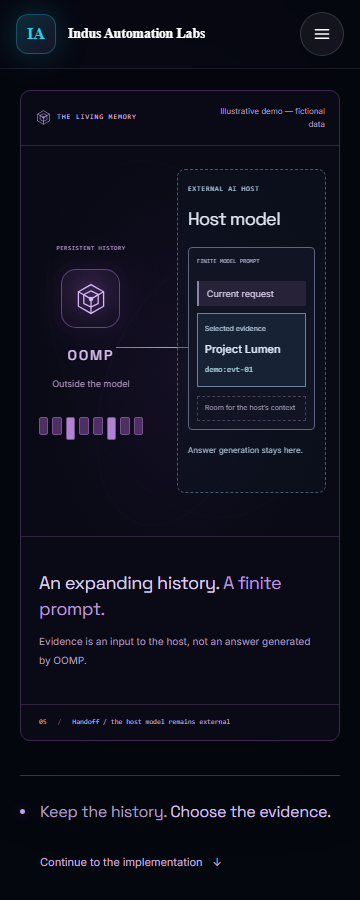 IA
Indus Automation Labs
THE LIVING MEMORY
Illustrative demo — fictional
data
EXTERNAL AI HOST
Host model
PERSISTENT HISTORY
FINITE MODEL PROMPT
Current request
Selected evidence
Project Lumen
demo:evt-01
OOMP
Outside the model
Room for the host's context
Answer generation stays here.
An expanding history. A finite
prompt.
Evidence is an input to the host, not an answer generated
by OOMP.
05 / Handoff / the host model remains external
Keep the history. Choose the evidence.
Continue to the implementation ↓